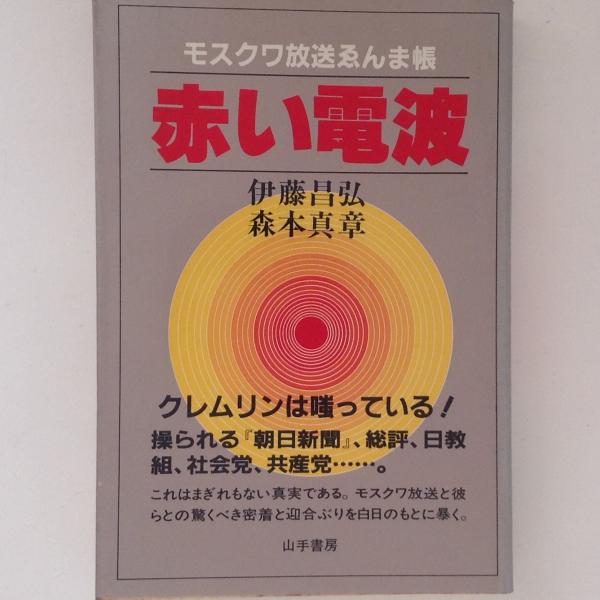 モスクワ放送ゑんま帳
赤い電波
伊藤昌弘
森本真章
クレムリンは嗤っている！
操られる『朝日新聞』、総評、日教
組、社会党、共産党……。
これはまぎれもない真実である。モスクワ放送と彼
らとの驚くべき密着と迎合ぶりを白日のもとに暴く。
山手書房